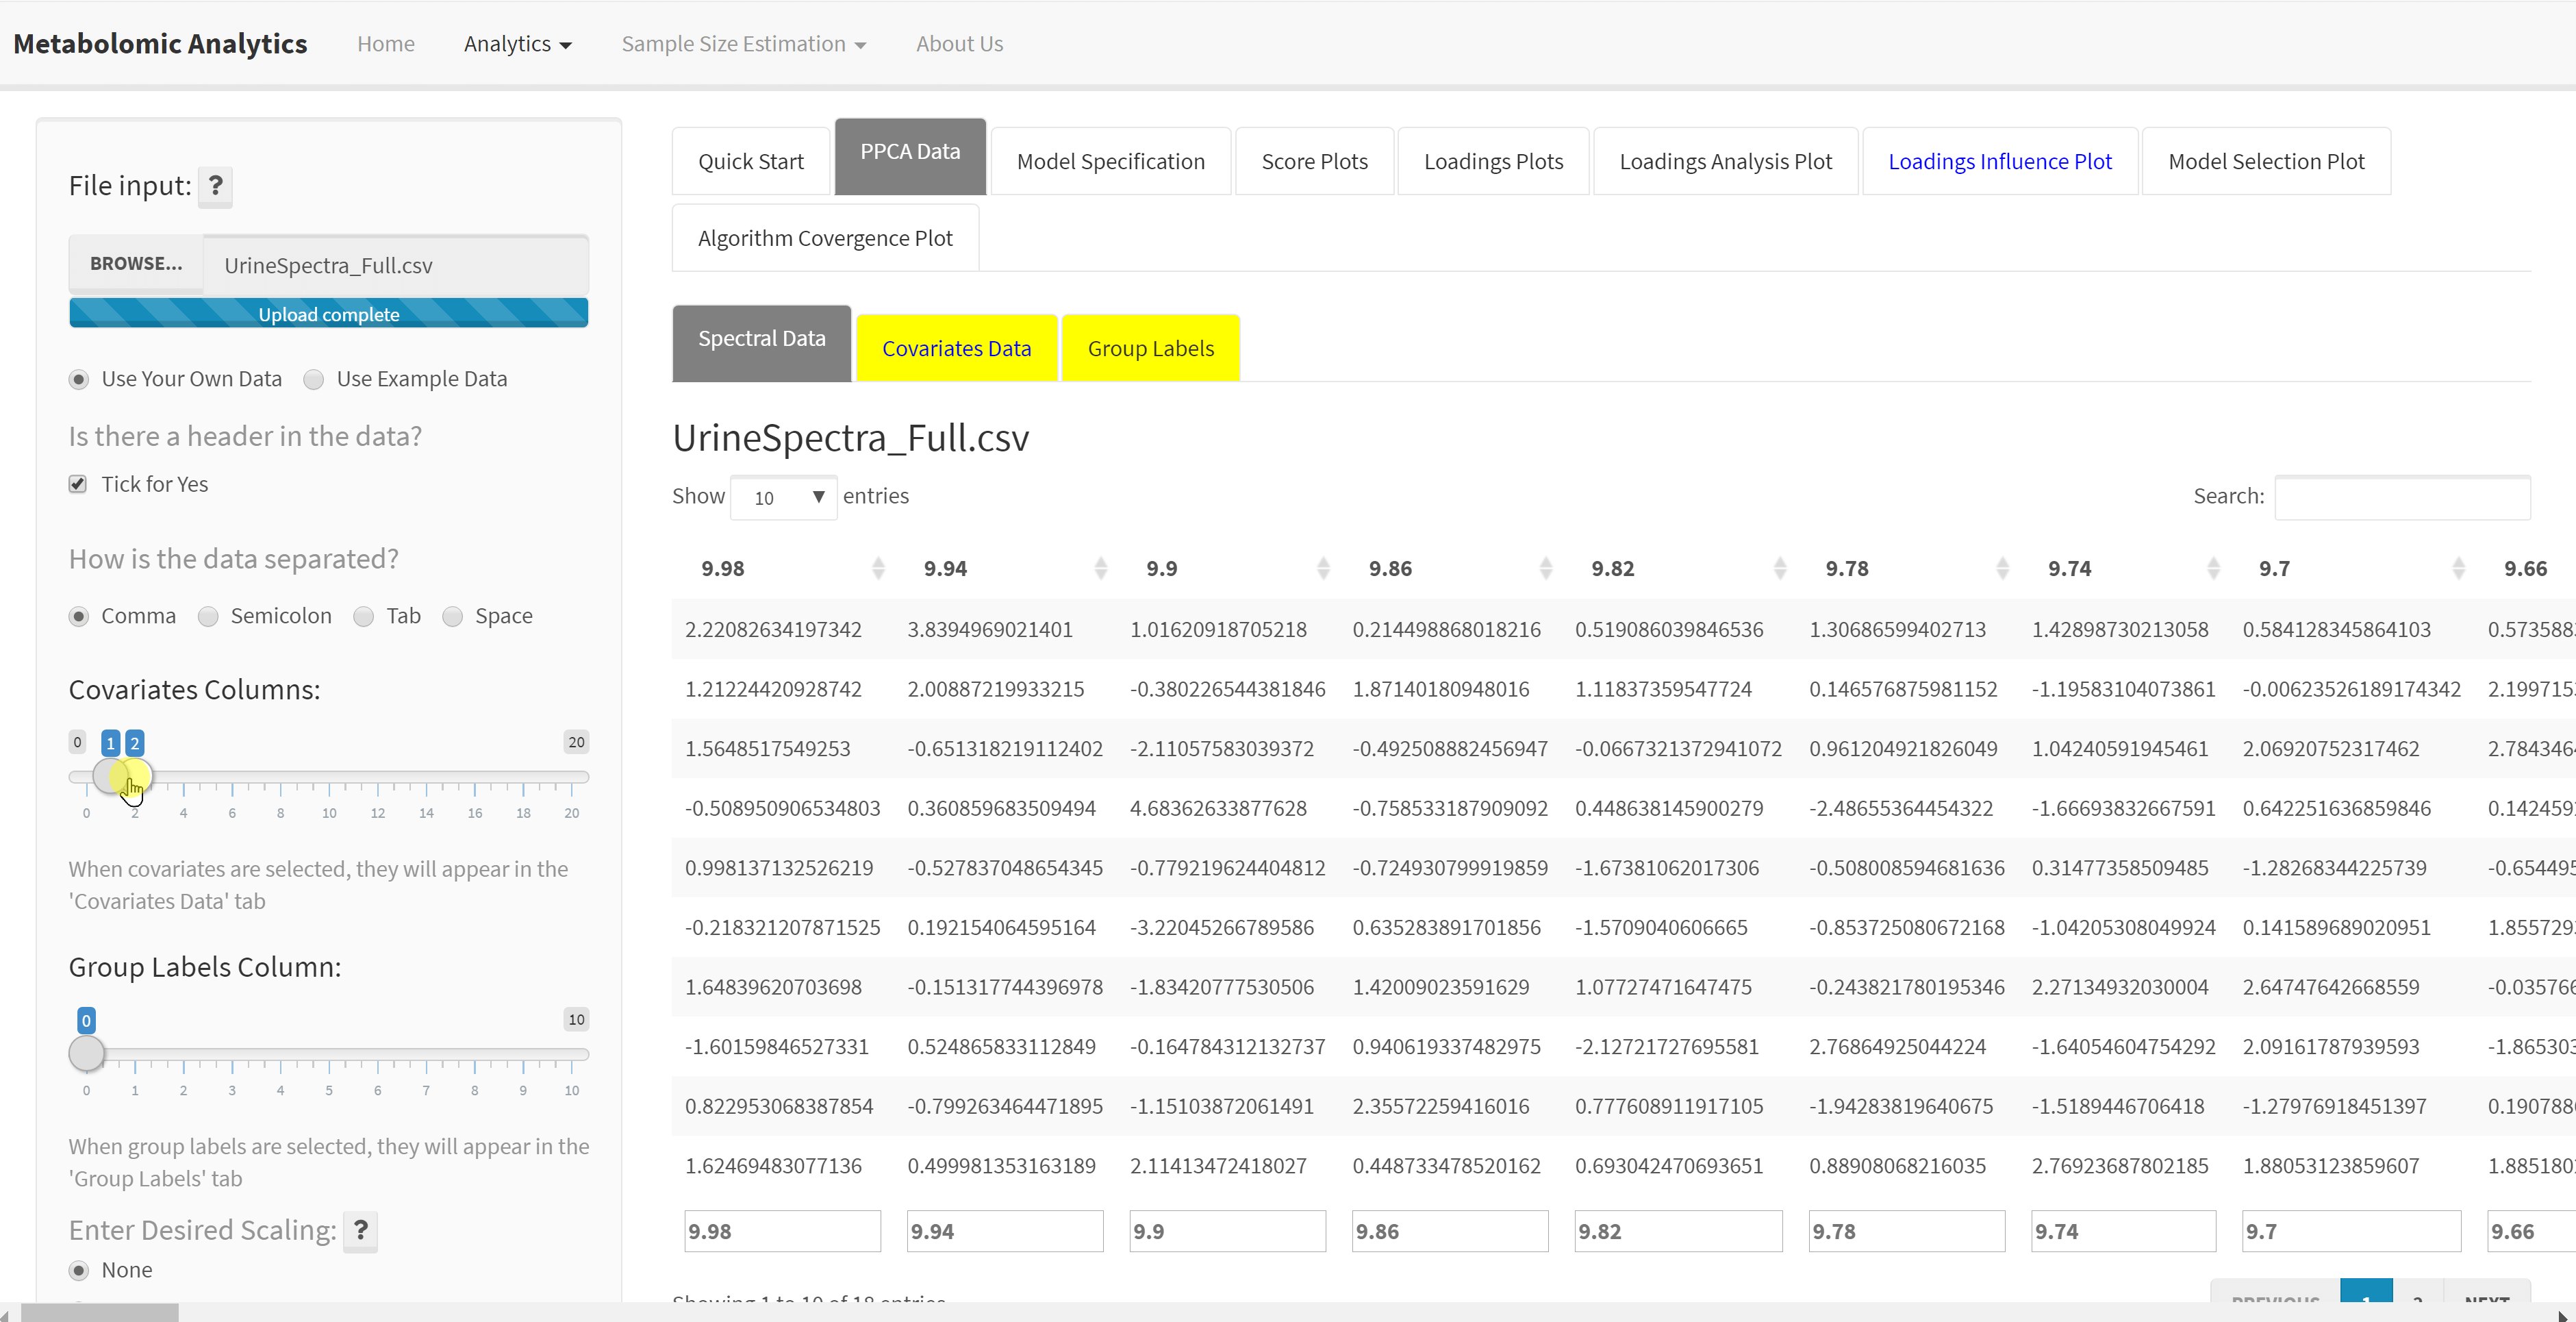 Metabolomic Analytics Home Analytics Sample Size Estimation About Us
File input: ?
BROWSE... UrineSpectra_Full.csv
Upload complete
Use Your Own Data Use Example Data
Is there a header in the data?
Tick for Yes
How is the data separated?
Comma Semicolon Tab Space
Covariates Columns:
0 1 2 20
0 2 4 6 8 10 12 14 16 18 20
When covariates are selected, they will appear in the
'Covariates Data' tab
Group Labels Column:
0 10
0 1 2 3 4 5 6 7 8 9 10
When group labels are selected, they will appear in the
'Group Labels' tab
Enter Desired Scaling: ?
None
Quick Start PPCA Data Model Specification Score Plots Loadings Plots Loadings Analysis Plot Loadings Influence Plot Model Selection Plot
Algorithm Covergence Plot
Spectral Data Covariates Data Group Labels
UrineSpectra_Full.csv
Show 10 entries Search:
9.98 9.94 9.9 9.86 9.82 9.78 9.74 9.7 9.66
2.22082634197342 3.8394969021401 1.01620918705218 0.214498868018216 0.519086039846536 1.30686599402713 1.42898730213058 0.584128345864103 0.573588
1.21224420928742 2.00887219933215 -0.380226544381846 1.87140180948016 1.11837359547724 0.146576875981152 -1.19583104073861 -0.00623526189174342 2.199715
1.5648517549253 -0.651318219112402 -2.11057583039372 -0.492508882456947 -0.0667321372941072 0.961204921826049 1.04240591945461 2.06920752317462 2.784346
-0.508950906534803 0.360859683509494 4.68362633877628 -0.758533187909092 0.448638145900279 -2.48655364454322 -1.66693832667591 0.642251636859846 0.142459
0.998137132526219 -0.527837048654345 -0.779219624404812 -0.724930799919859 -1.67381062017306 -0.508008594681636 0.31477358509485 -1.28268344225739 -0.654495
-0.218321207871525 0.192154064595164 -3.22045266789586 0.635283891701856 -1.5709040606665 -0.853725080672168 -1.04205308049924 0.141589689020951 1.855729
1.64839620703698 -0.151317744396978 -1.83420777530506 1.42009023591629 1.07727471647475 -0.243821780195346 2.27134932030004 2.64747642668559 -0.035766
-1.60159846527331 0.524865833112849 -0.164784312132737 0.940619337482975 -2.12721727695581 2.76864925044224 -1.64054604754292 2.09161787939593 -1.865303
0.822953068387854 -0.799263464471895 -1.15103872061491 2.35572259416016 0.777608911917105 -1.94283819640675 -1.5189446706418 -1.27976918451397 0.190788
1.62469483077136 0.499981353163189 2.11413472418027 0.448733478520162 0.693042470693651 0.88908068216035 2.76923687802185 1.88053123859607 1.885180
9.98 9.94 9.9 9.86 9.82 9.78 9.74 9.7 9.66
Showing 1 to 10 of 18 entries PREVIOUS 1 2 NEXT